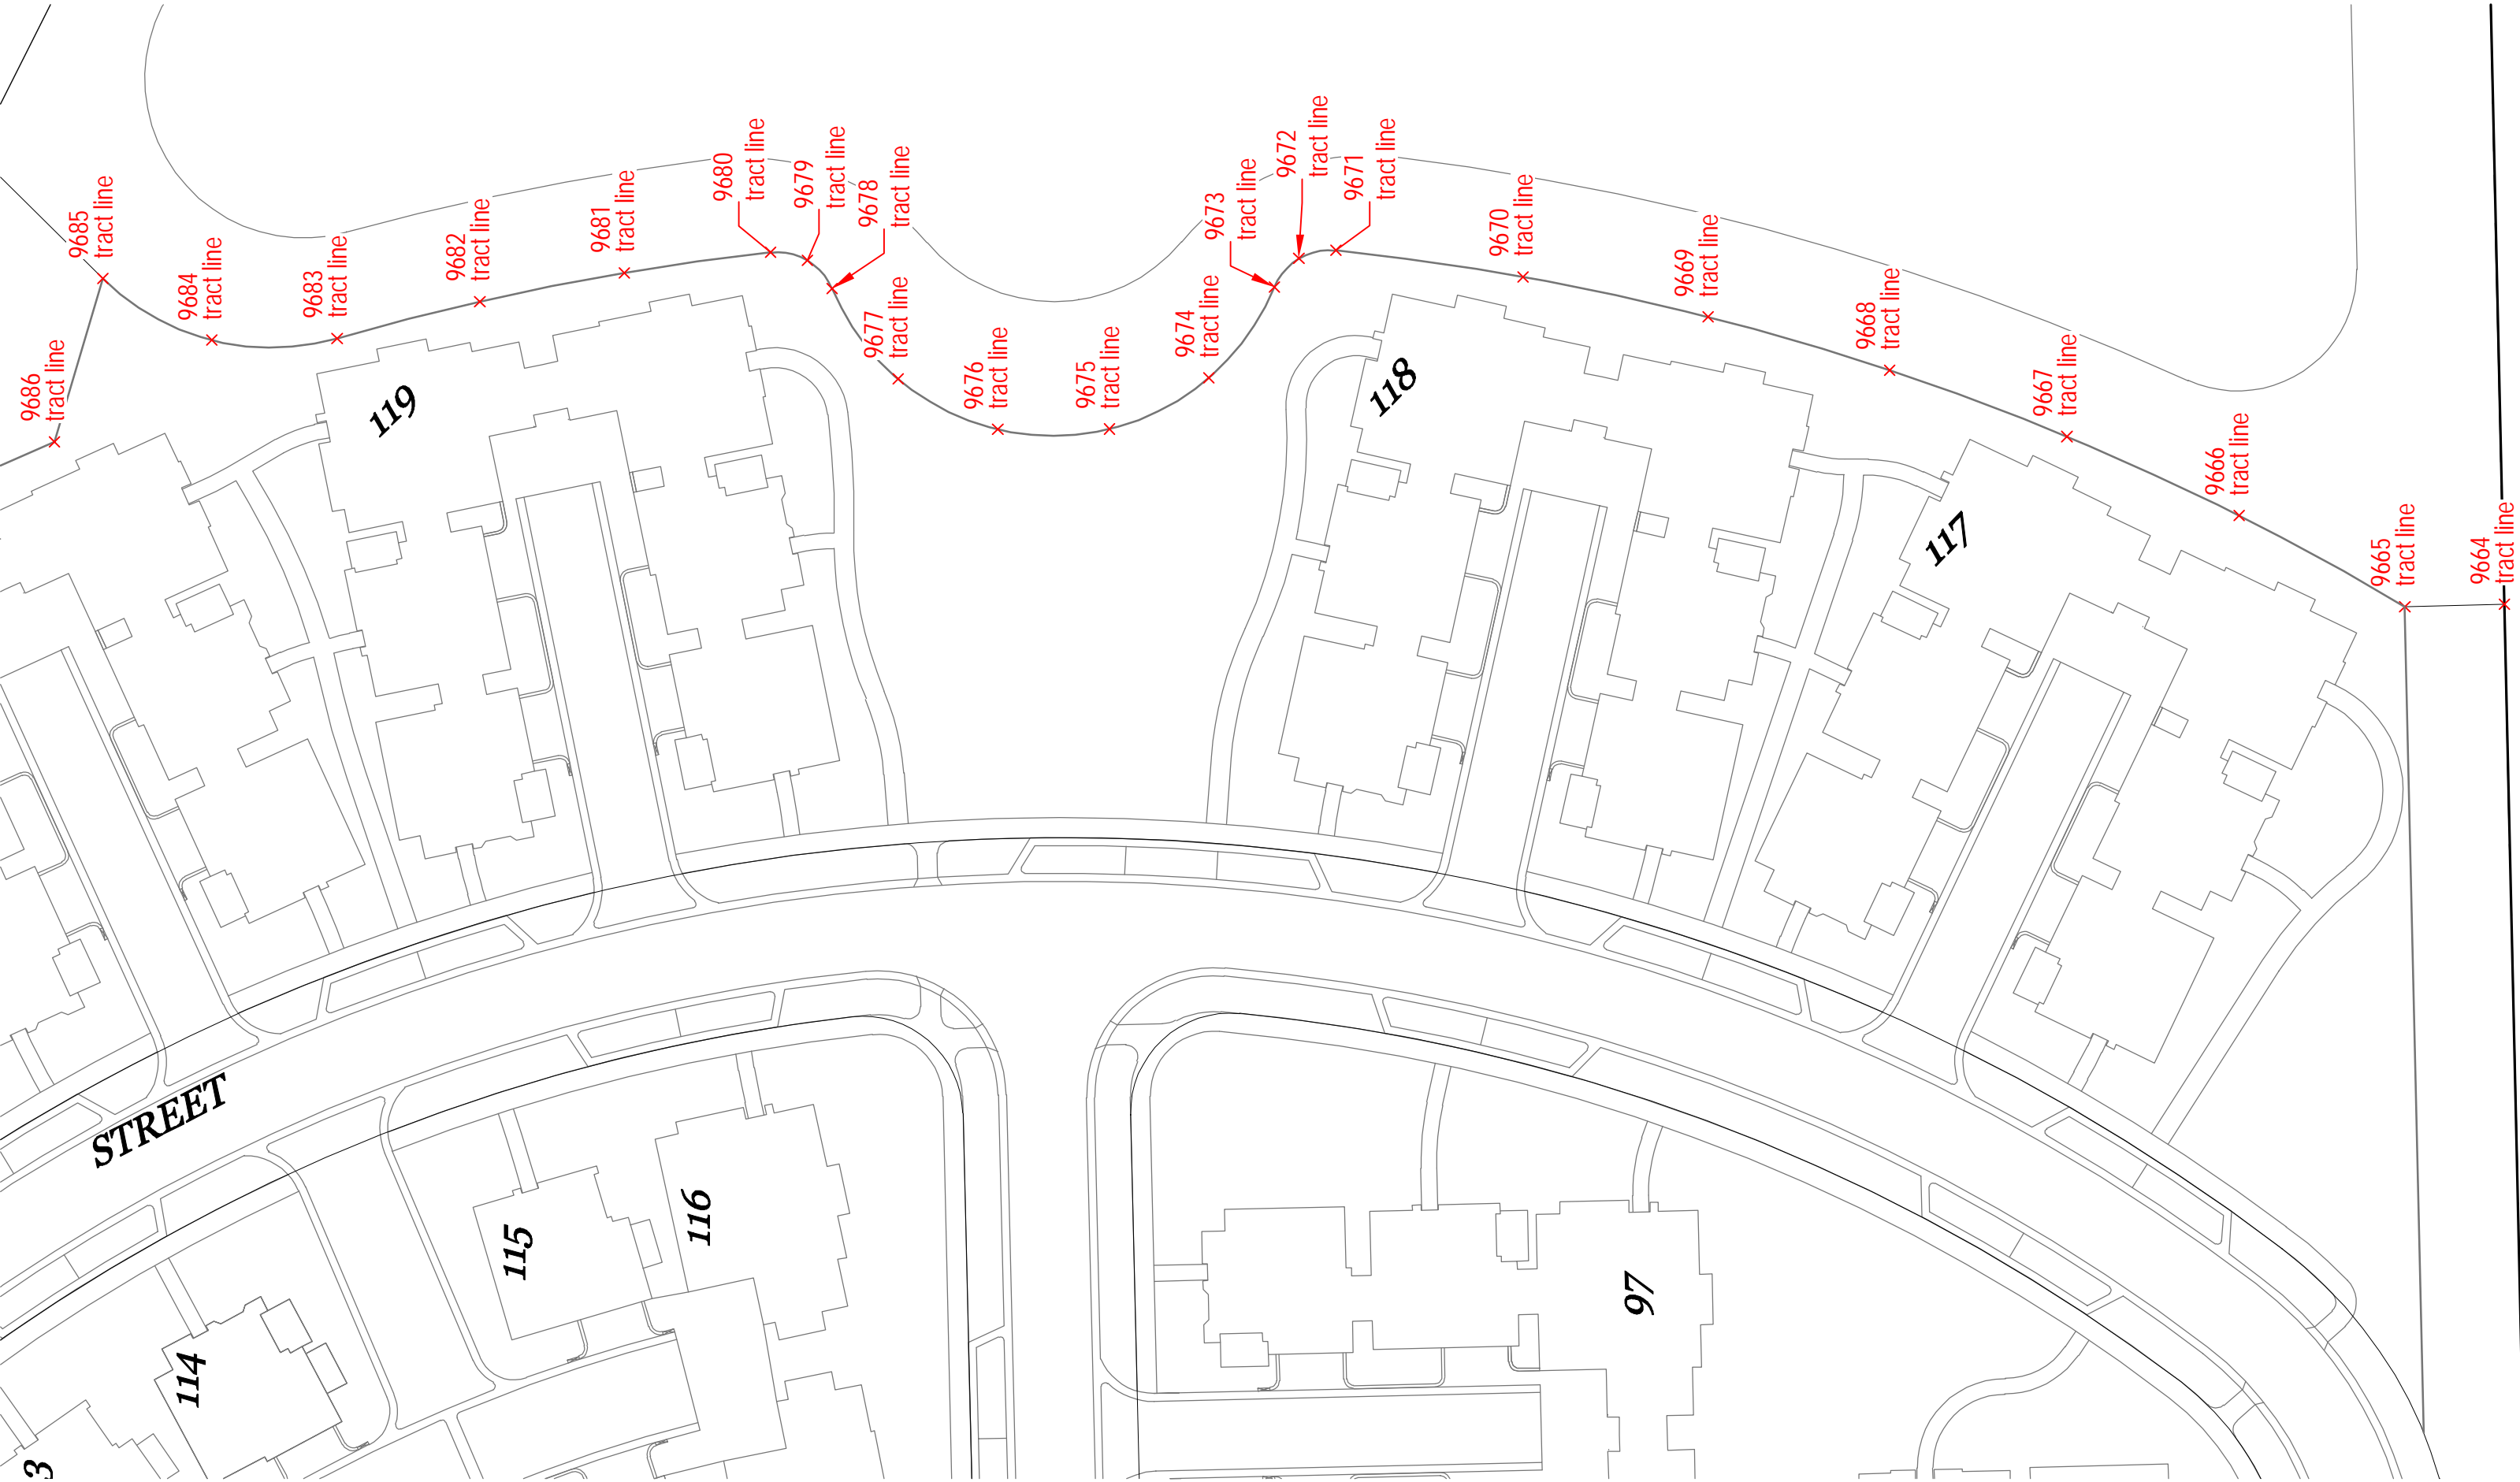 9685
tract line
9686
tract line
9684
tract line
9683
tract line
9682
tract line
9681
tract line
9680
tract line
9679
tract line
9678
tract line
9677
tract line
9676
tract line
9675
tract line
9674
tract line
9673
tract line
9672
tract line
9671
tract line
9670
tract line
9669
tract line
9668
tract line
9667
tract line
9666
tract line
9665
tract line
9664
tract line
119
118
117
STREET
116
115
97
114
3